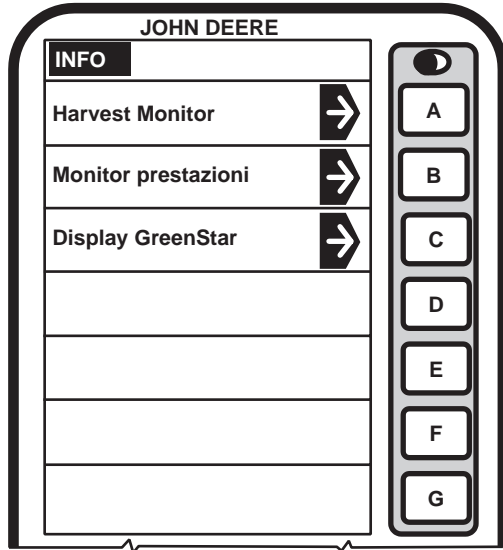 JOHN DEERE
INFO
Harvest Monitor
A
Monitor prestazioni
B
Display GreenStar
C
D
E
F
G